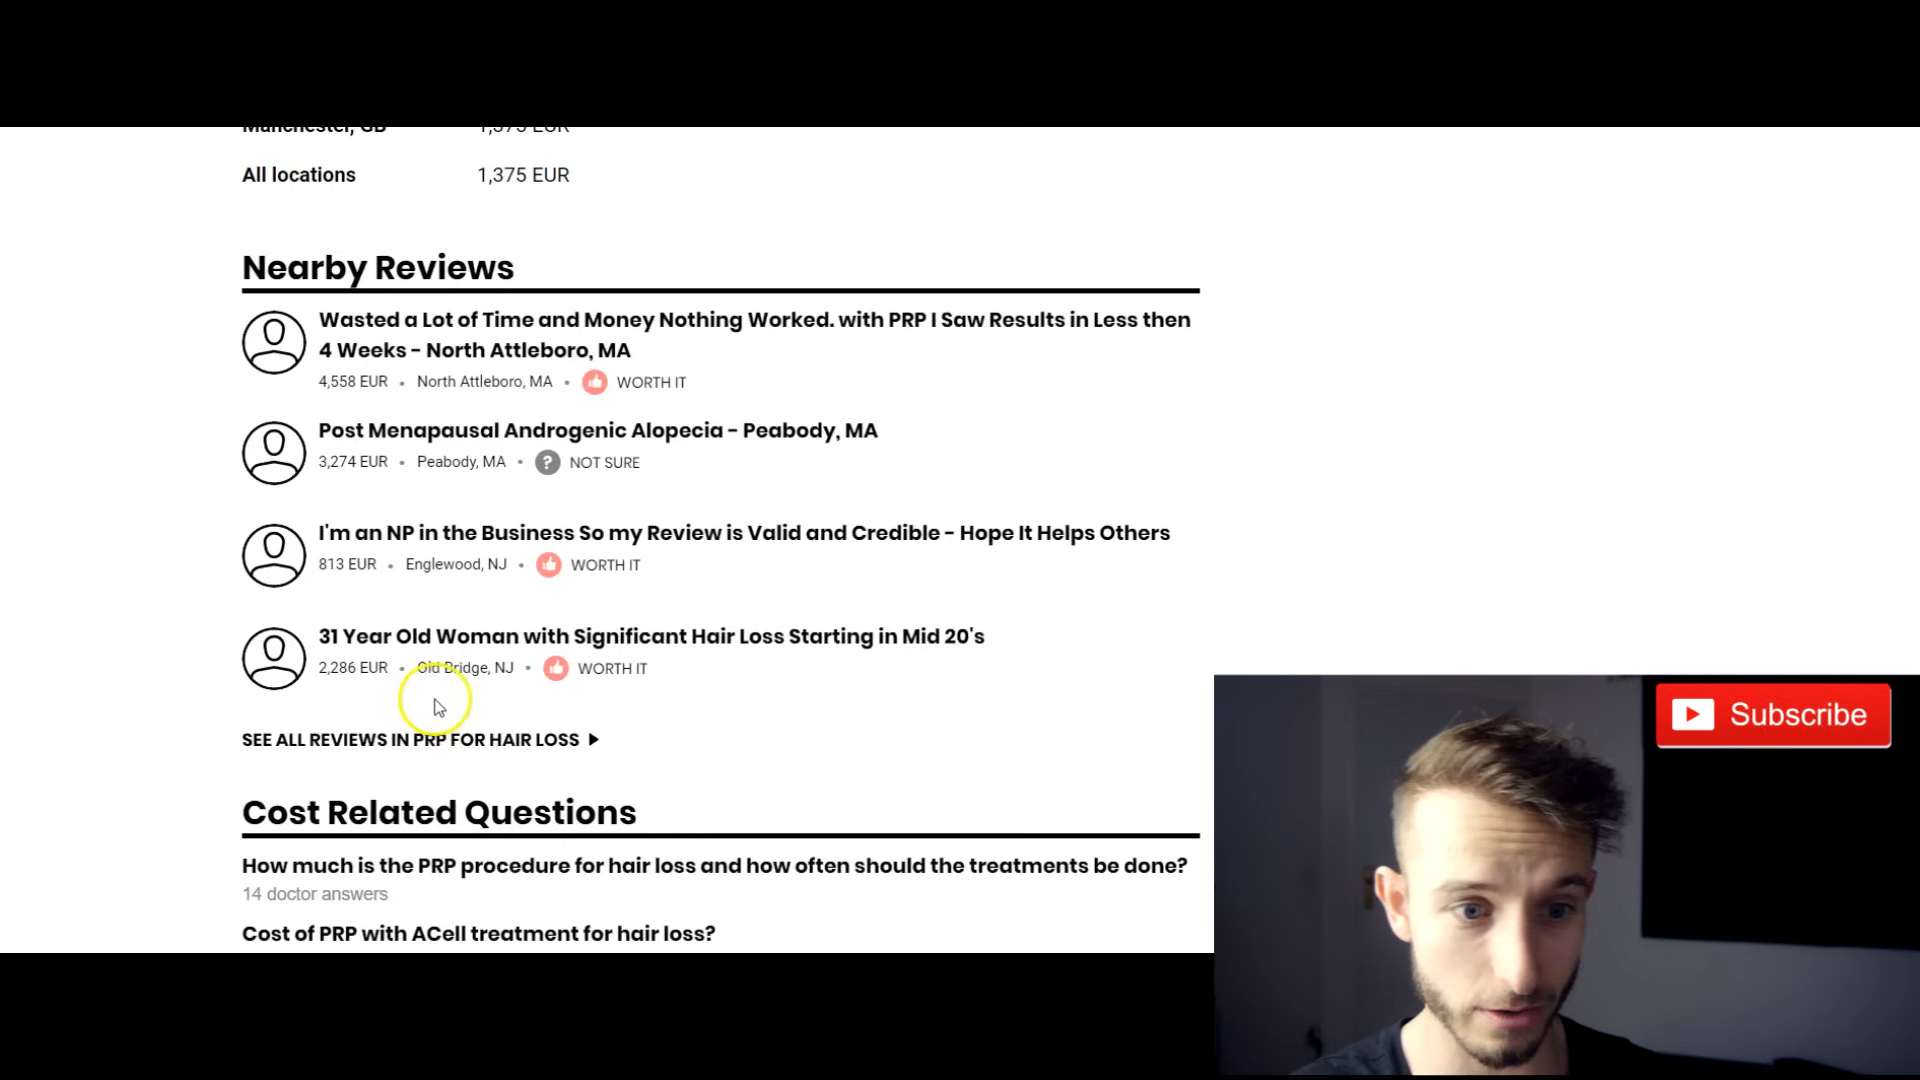 Manchester, GB 1,375 EUR
All locations 1,375 EUR
Nearby Reviews
Wasted a Lot of Time and Money Nothing Worked. with PRP I Saw Results in Less then
4 Weeks - North Attleboro, MA
4,558 EUR • North Attleboro, MA • WORTH IT
Post Menapausal Androgenic Alopecia - Peabody, MA
3,274 EUR • Peabody, MA • ? NOT SURE
I'm an NP in the Business So my Review is Valid and Credible - Hope It Helps Others
813 EUR • Englewood, NJ • WORTH IT
31 Year Old Woman with Significant Hair Loss Starting in Mid 20's
2,286 EUR • Old Bridge, NJ • WORTH IT
SEE ALL REVIEWS IN PRP FOR HAIR LOSS
Subscribe
Cost Related Questions
How much is the PRP procedure for hair loss and how often should the treatments be done?
14 doctor answers
Cost of PRP with ACell treatment for hair loss?